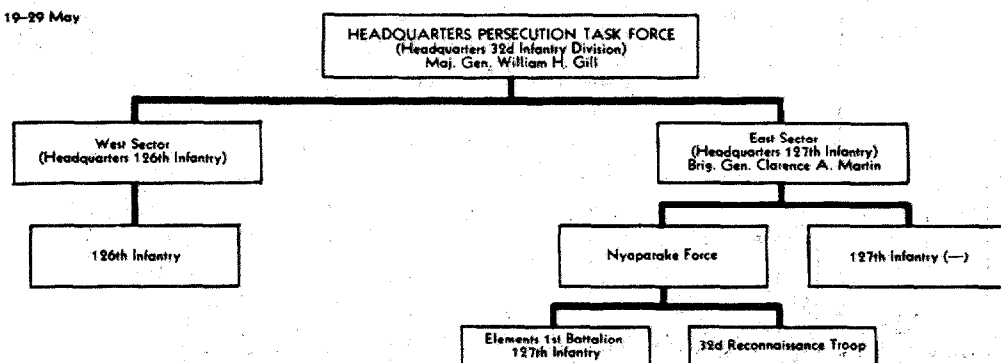 19-29 May
HEADQUARTERS PERSECUTION TASK FORCE
(Headquarters 32d Infantry Division)
Maj. Gen. William H. Gill
West Sector
(Headquarters 126th Infantry)
East Sector
(Headquarters 127th Infantry)
Brig. Gen. Clarence A. Martin
126th Infantry
Nyaparake Force
127th Infantry (—)
Elements 1st Battalion
127th Infantry
32d Reconnaissance Troop